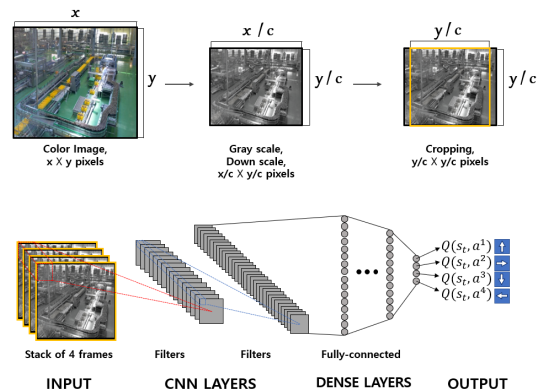 x
y
x / c
y / c
y / c
y / c
Color Image,
x X y pixels
Gray scale,
Down scale,
x/c X y/c pixels
Cropping,
y/c X y/c pixels
Q(s_t, a^1)
Q(s_t, a^2)
Q(s_t, a^3)
Q(s_t, a^4)
Stack of 4 frames
Filters
Filters
Fully-connected
INPUT
CNN LAYERS
DENSE LAYERS
OUTPUT